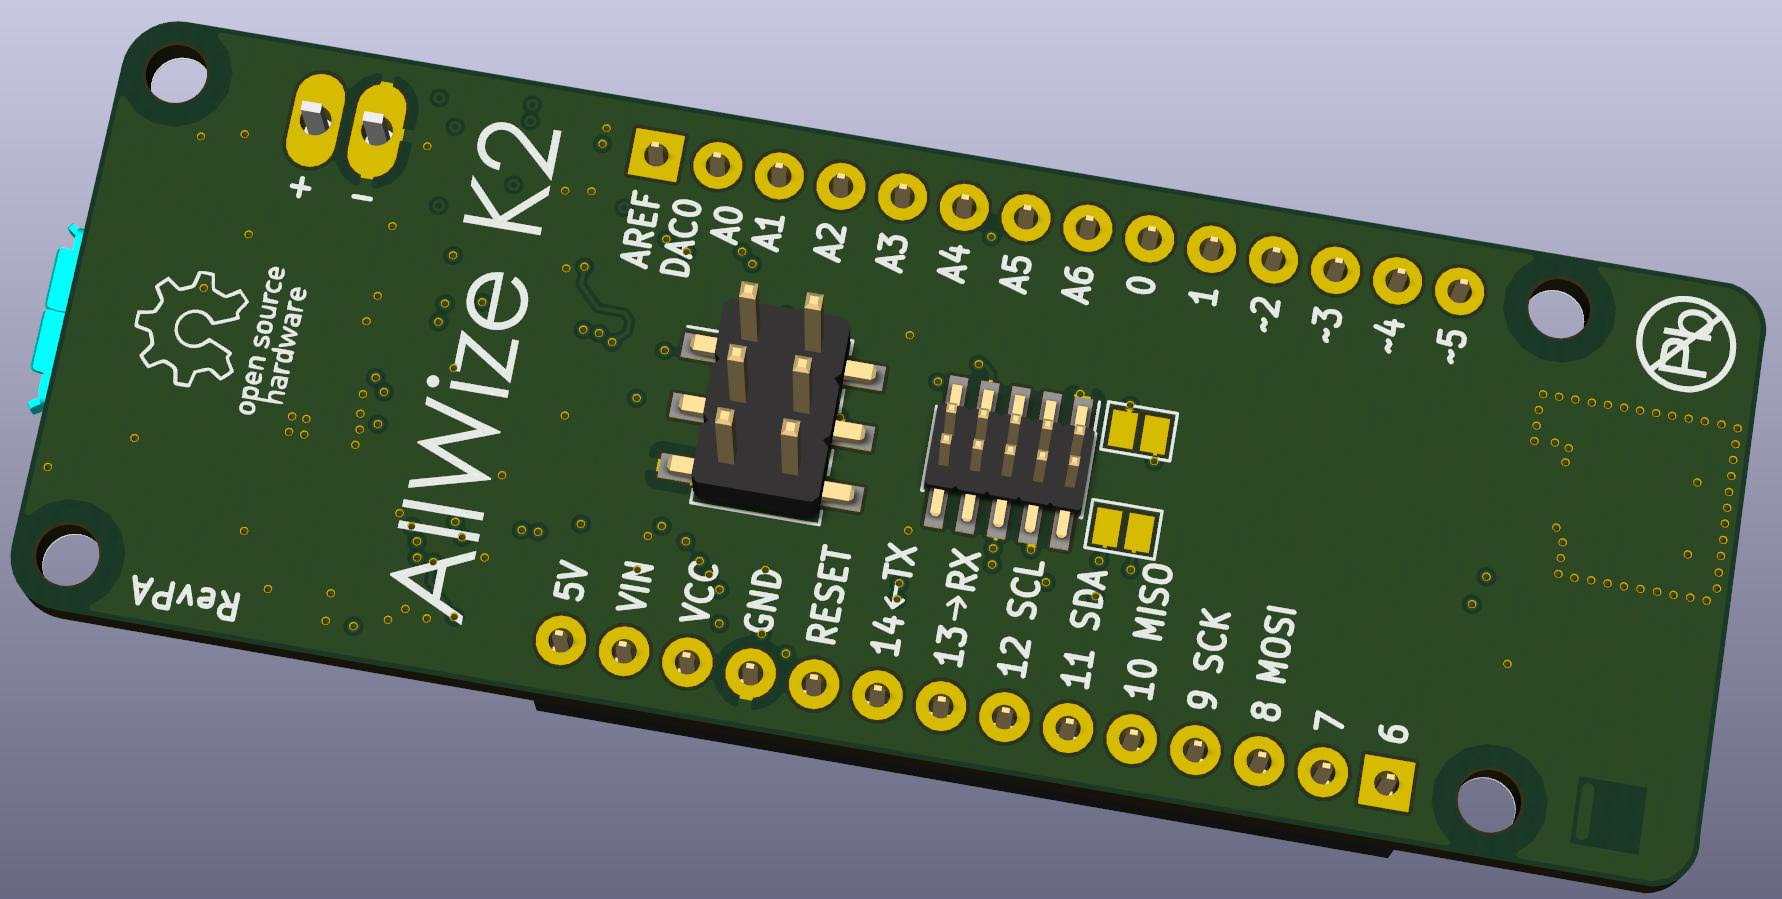 +
-
AllWize K2
open source
hardware
RevPA
AREF
DAC0
A0
A1
A2
A3
A4
A5
A6
0
1
~2
~3
~4
~5
Pb
5V
VIN
VCC
GND
RESET
14←TX
13→RX
12 SCL
11 SDA
10 MISO
9 SCK
8 MOSI
7
6